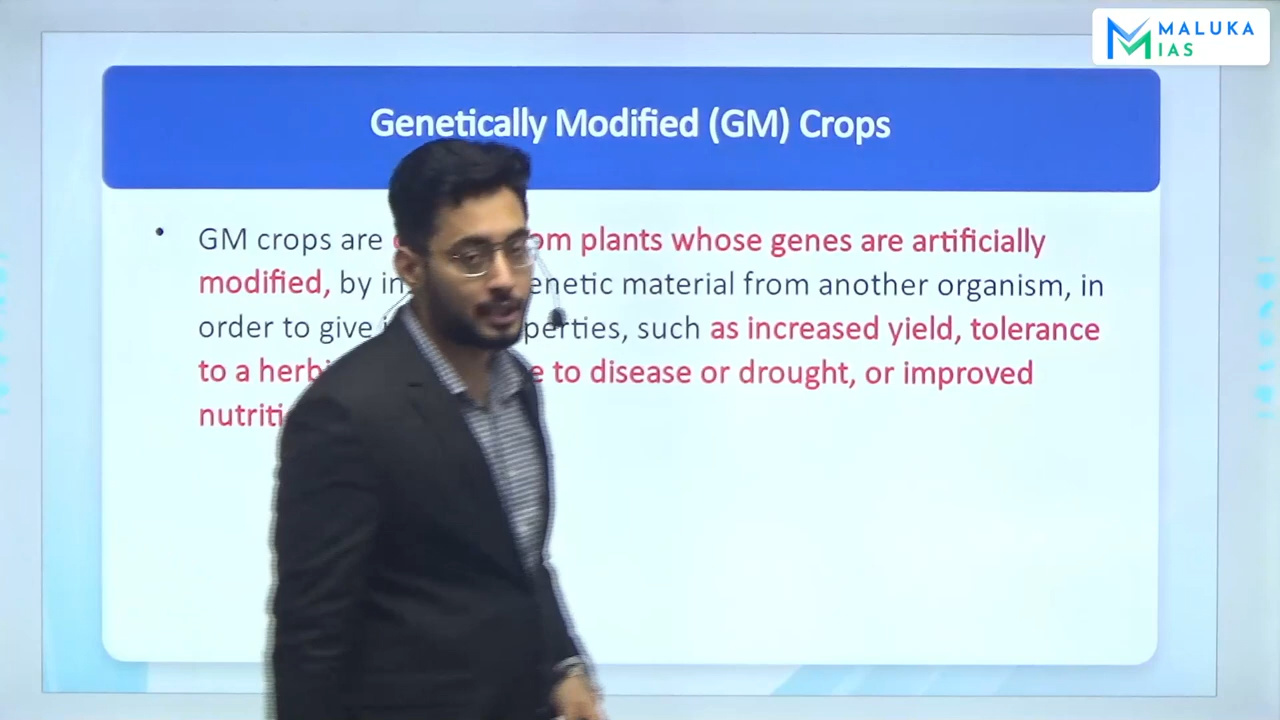 MALUKA
IAS
Genetically Modified (GM) Crops
• GM crops are om plants whose genes are artificially
modified, by in enetic material from another organism, in
order to give perties, such as increased yield, tolerance
to a herbi e to disease or drought, or improved
nutriti